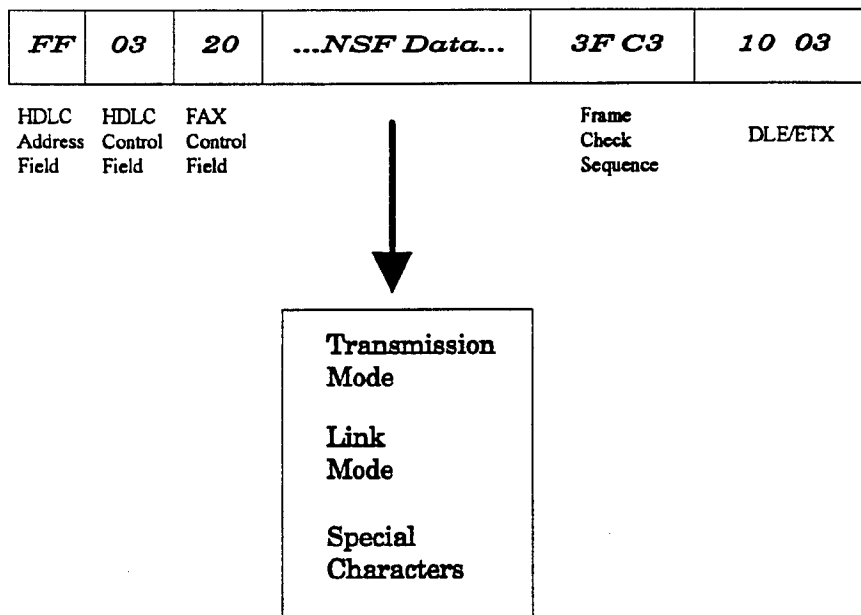 FF 03 20 ...NSF Data... 3F C3 10 03
HDLC
Address
Field
HDLC
Control
Field
FAX
Control
Field
Frame
Check
Sequence
DLE/ETX
Transmission
Mode
Link
Mode
Special
Characters